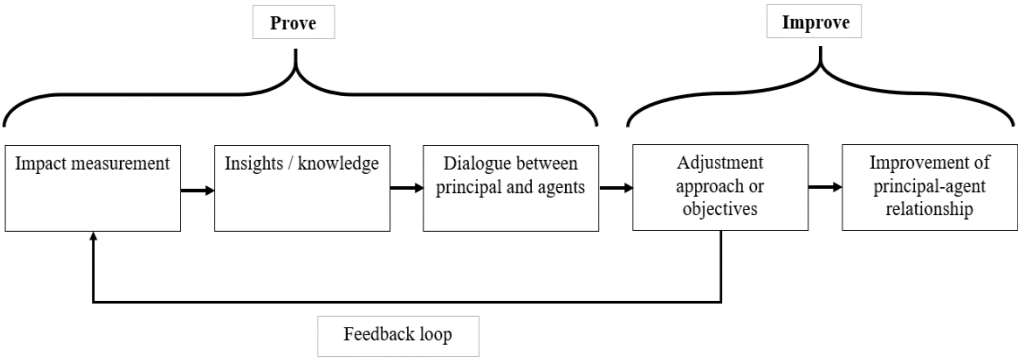 Prove
Improve
Impact measurement
Insights / knowledge
Dialogue between
principal and agents
Adjustment
approach or
objectives
Improvement of
principal-agent
relationship
Feedback loop